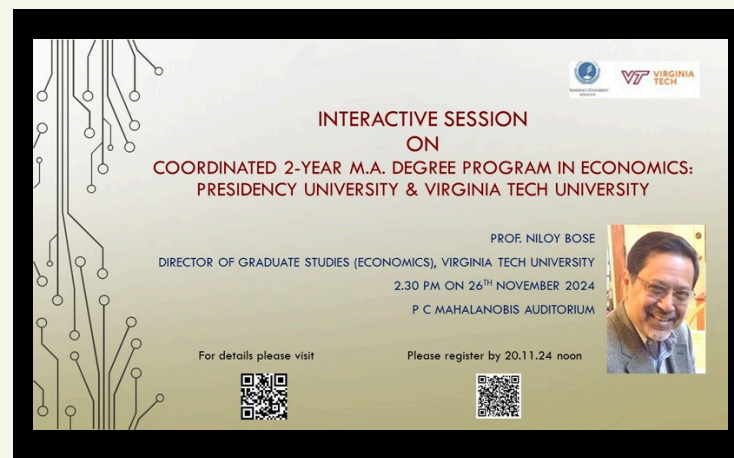 VIRGINIA
TECH
INTERACTIVE SESSION
ON
COORDINATED 2-YEAR M.A. DEGREE PROGRAM IN ECONOMICS:
PRESIDENCY UNIVERSITY & VIRGINIA TECH UNIVERSITY
PROF. NILOY BOSE
DIRECTOR OF GRADUATE STUDIES (ECONOMICS), VIRGINIA TECH UNIVERSITY
2.30 PM ON 26TH NOVEMBER 2024
P C MAHALANOBIS AUDITORIUM
For details please visit
Please register by 20.11.24 noon